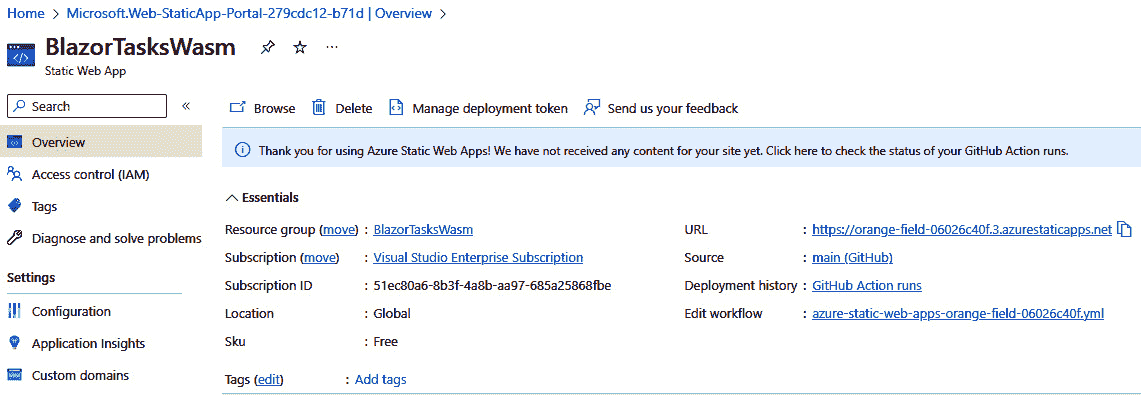 Home > Microsoft.Web-StaticApp-Portal-279cdc12-b71d | Overview >
BlazorTasksWasm
Static Web App
Search
Browse Delete Manage deployment token Send us your feedback
Overview
Access control (IAM)
Tags
Diagnose and solve problems
Settings
Configuration
Application Insights
Custom domains
Thank you for using Azure Static Web Apps! We have not received any content for your site yet. Click here to check the status of your GitHub Action runs.
Essentials
Resource group (move) : BlazorTasksWasm
Subscription (move) : Visual Studio Enterprise Subscription
Subscription ID : 51ec80a6-8b3f-4a8b-aa97-685a25868fbe
Location : Global
Sku : Free
URL : https://orange-field-06026c40f.3.azurestaticapps.net
Source : main (GitHub)
Deployment history : GitHub Action runs
Edit workflow : azure-static-web-apps-orange-field-06026c40f.yml
Tags (edit) : Add tags